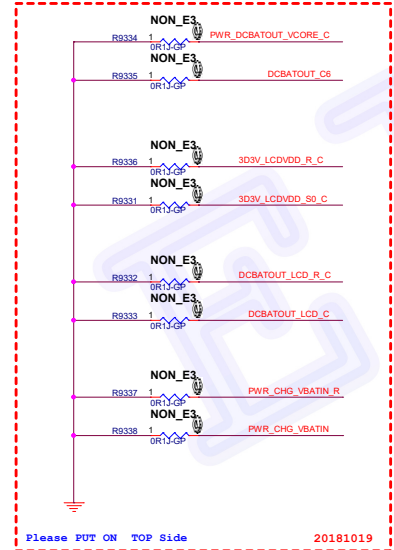 NON_E3
R9334 1 PWR_DCBATOUT_VCORE_C
0R1J-GP
NON_E3
R9335 1 DCBATOUT_C6
0R1J-GP
NON_E3
R9336 1 3D3V_LCDVDD_R_C
0R1J-GP
NON_E3
R9331 1 3D3V_LCDVDD_S0_C
0R1J-GP
NON_E3
R9332 1 DCBATOUT_LCD_R_C
0R1J-GP
NON_E3
R9333 1 DCBATOUT_LCD_C
0R1J-GP
NON_E3
R9337 1 PWR_CHG_VBATIN_R
0R1J-GP
NON_E3
R9338 1 PWR_CHG_VBATIN
0R1J-GP
Please PUT ON TOP Side 20181019